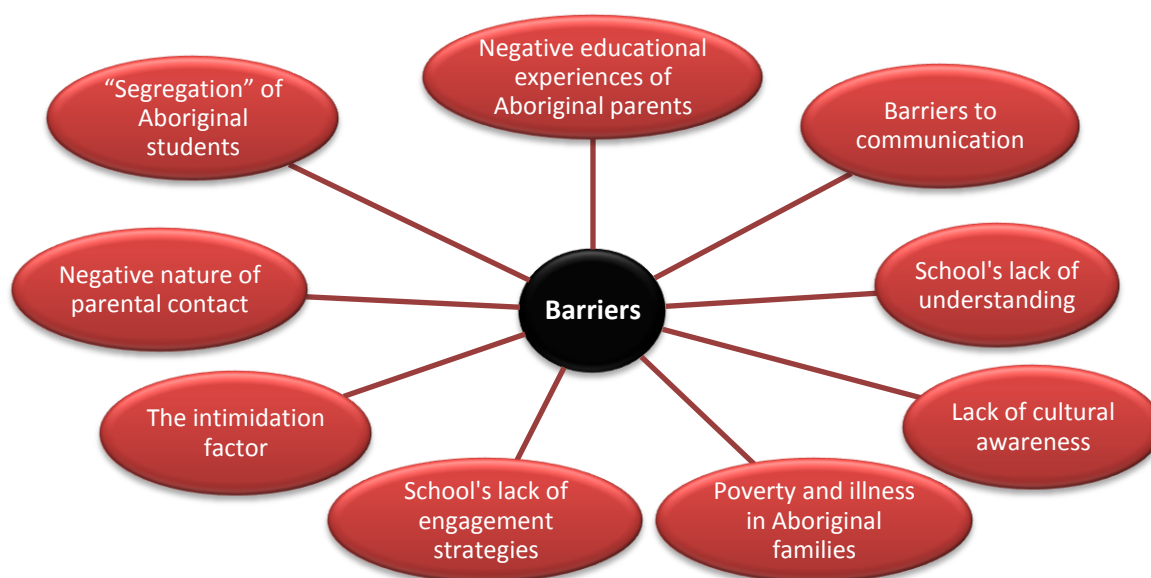 Negative educational
experiences of
Aboriginal parents
“Segregation” of
Aboriginal
students
Barriers to
communication
Negative nature of
parental contact
School's lack of
understanding
Barriers
The intimidation
factor
Lack of cultural
awareness
School's lack of
engagement
strategies
Poverty and illness
in Aboriginal
families